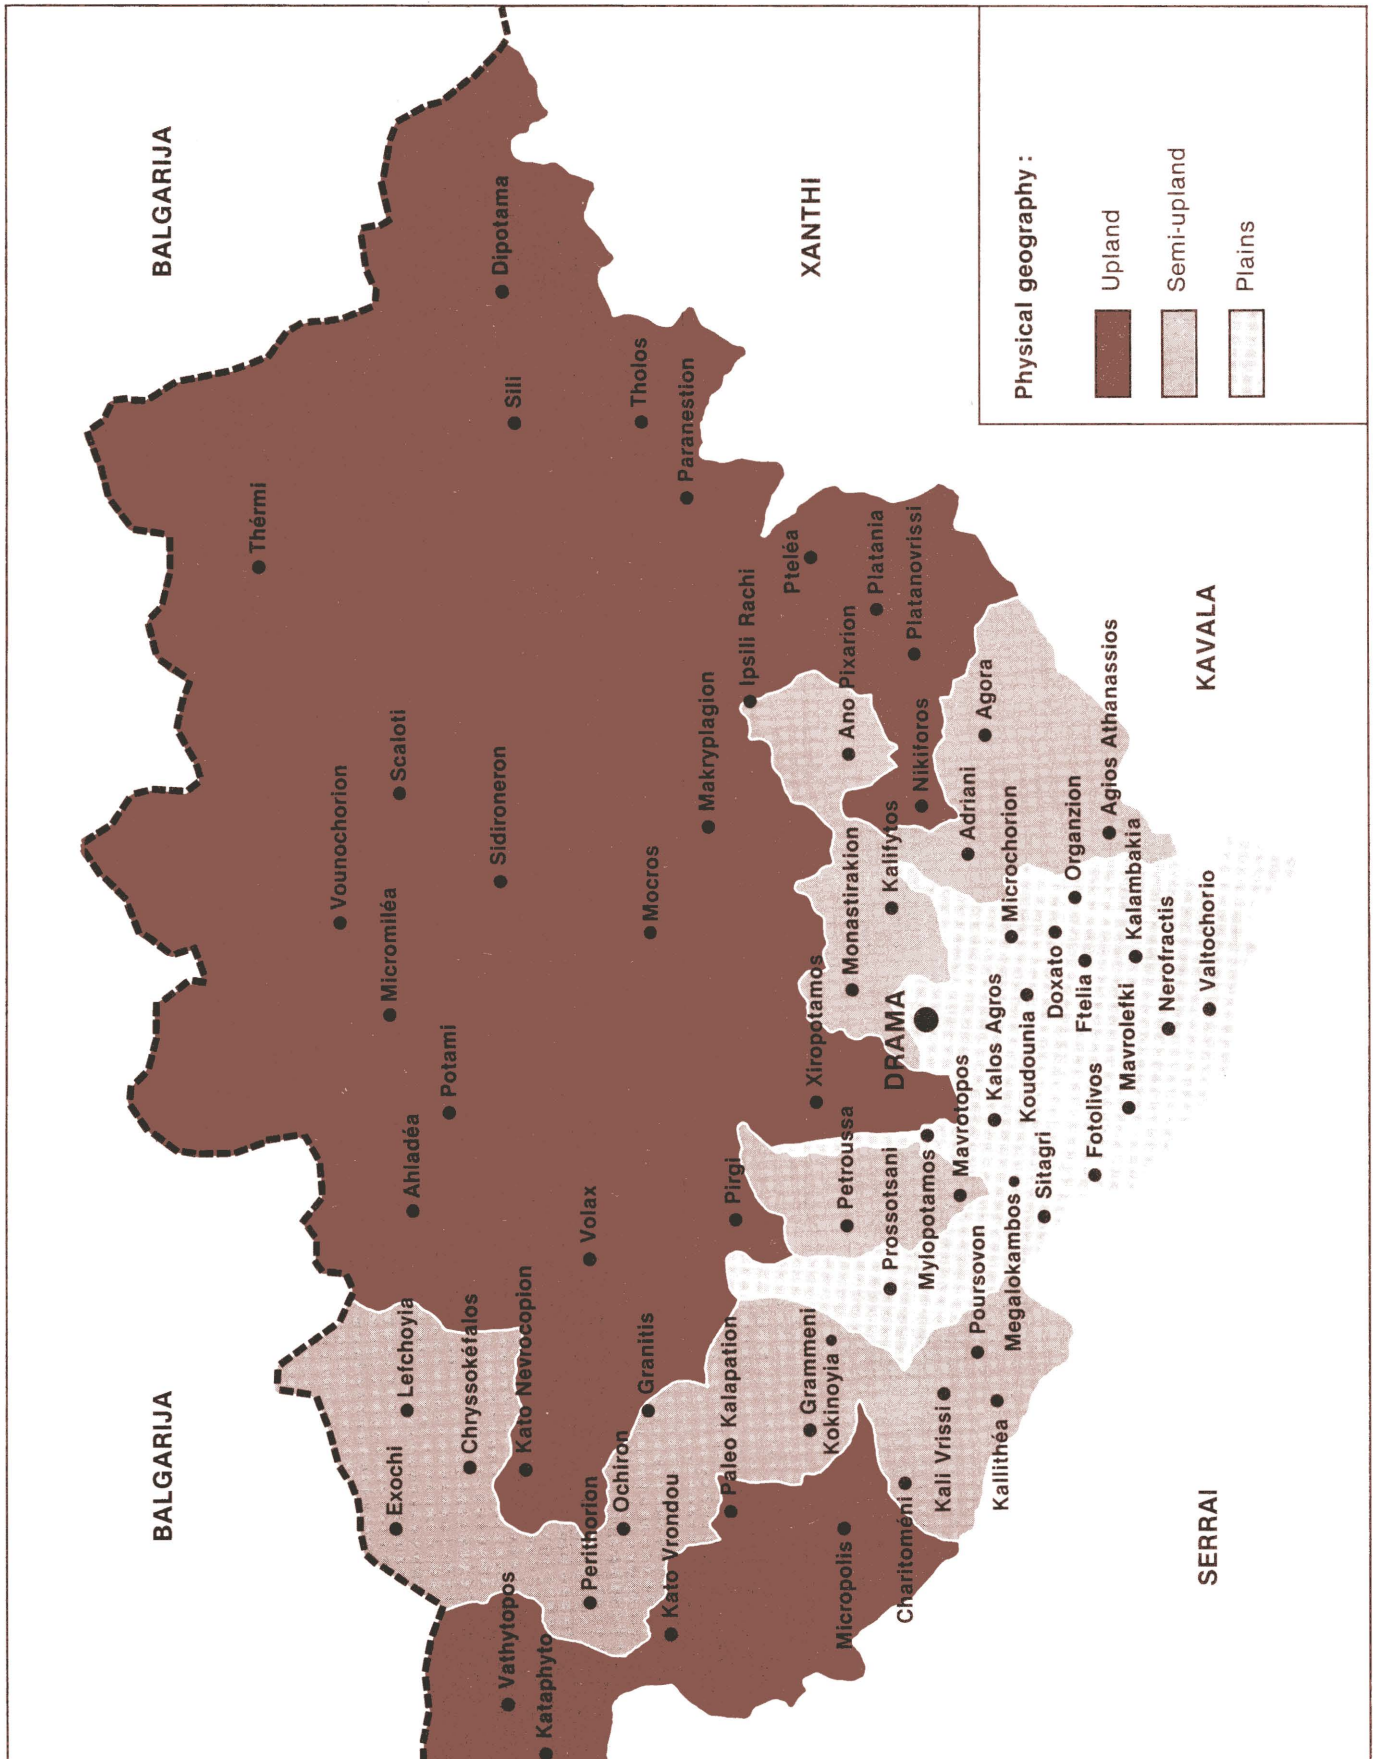 BALGARIJA
BALGARIJA
XANTHI
KAVALA
SERRAI
Thérmi
Dipotama
Sili
Tholos
Paranestion
Vounochorion
Scaloti
Micromiléa
Sidironeron
Potami
Ahladéa
Mocros
Makryplagion
Volax
Lefchoyia
Exochi
Chryssokéfalos
Kato Nevrocopion
Vathytopos
Kataphyto
Perithorion
Ochiron
Granitis
Kato Vrondou
Paleo Kalapation
Pirgi
Ipsili Rachi
Pteléa
Platania
Platanovrissi
Ano Pixarion
Nikiforos
Agora
Adriani
Xiropotamos
Monastirakion
Kalifytos
DRAMA
Petroussa
Prossotsani
Mylopotamos
Mavrotopos
Grammeni
Kokinoyia
Micropolis
Charitoméni
Kali Vrissi
Kallithéa
Poursovon
Megalokambos
Sitagri
Kalos Agros
Koudounia
Microchorion
Doxato
Organzion
Agios Athanassios
Ftelia
Fotolivos
Mavrolefki
Kalambakia
Nerofractis
Valtochorio
Physical geography :
Upland
Semi-upland
Plains